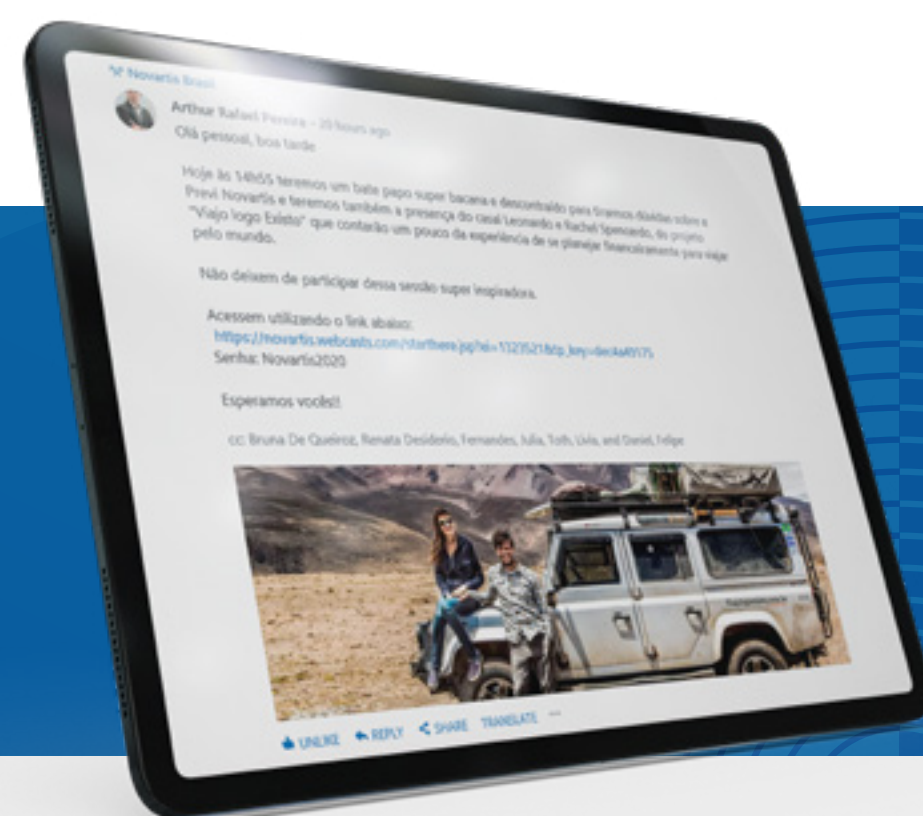 Novartis Brasil
Arthur Rafael Pereira - 20 hours ago
Olá pessoal, boa tarde
Hoje às 14h55 teremos um bate papo super bacana e descontraído para tirarmos dúvidas sobre a
Previ Novartis e teremos também a presença do casal Leonardo e Rachel Spencerdo, do projeto
"Viajo logo Existo" que contarão um pouco da experiência de se planejar financeiramente para viajar
pelo mundo.
Não deixem de participar dessa sessão super inspiradora.
Acessem utilizando o link abaixo:
Senha: Novartis2020
Esperamos vocês!!
cc: Bruna De Queiroz, Renata Desiderio, Fernandes, Julia, Toth, Livia, and Daniel, Felipe
UNLIKE REPLY SHARE TRANSLATE ...